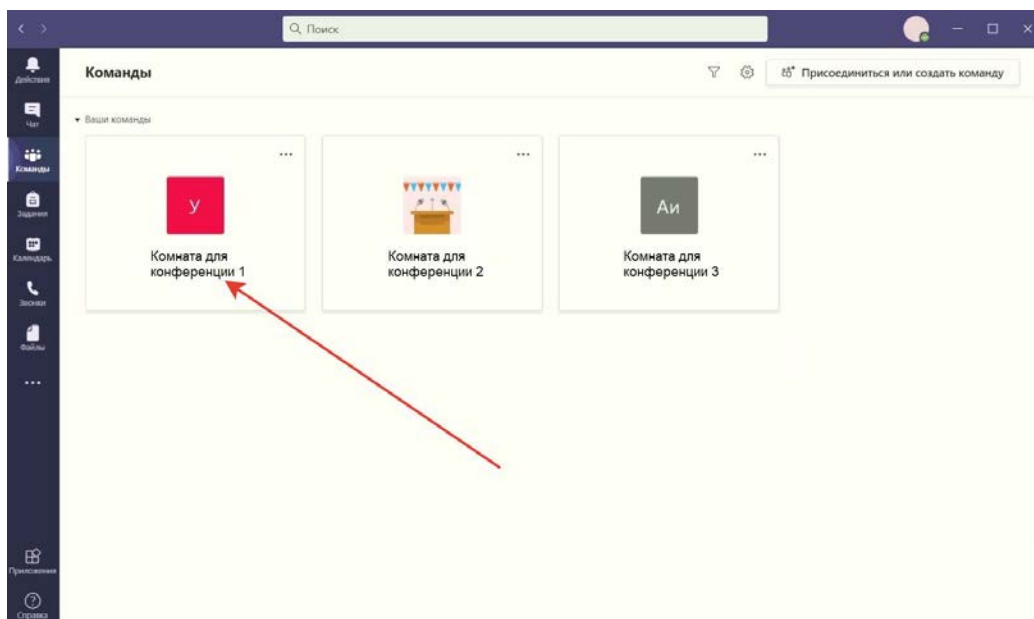 Поиск
Действия
Команды
Присоединиться или создать команду
Чат
Ваши команды
Команды
У
Аи
Задания
Комната для
конференции 1
Комната для
конференции 2
Комната для
конференции 3
Календарь
Звонки
Файлы
Приложения
Справка